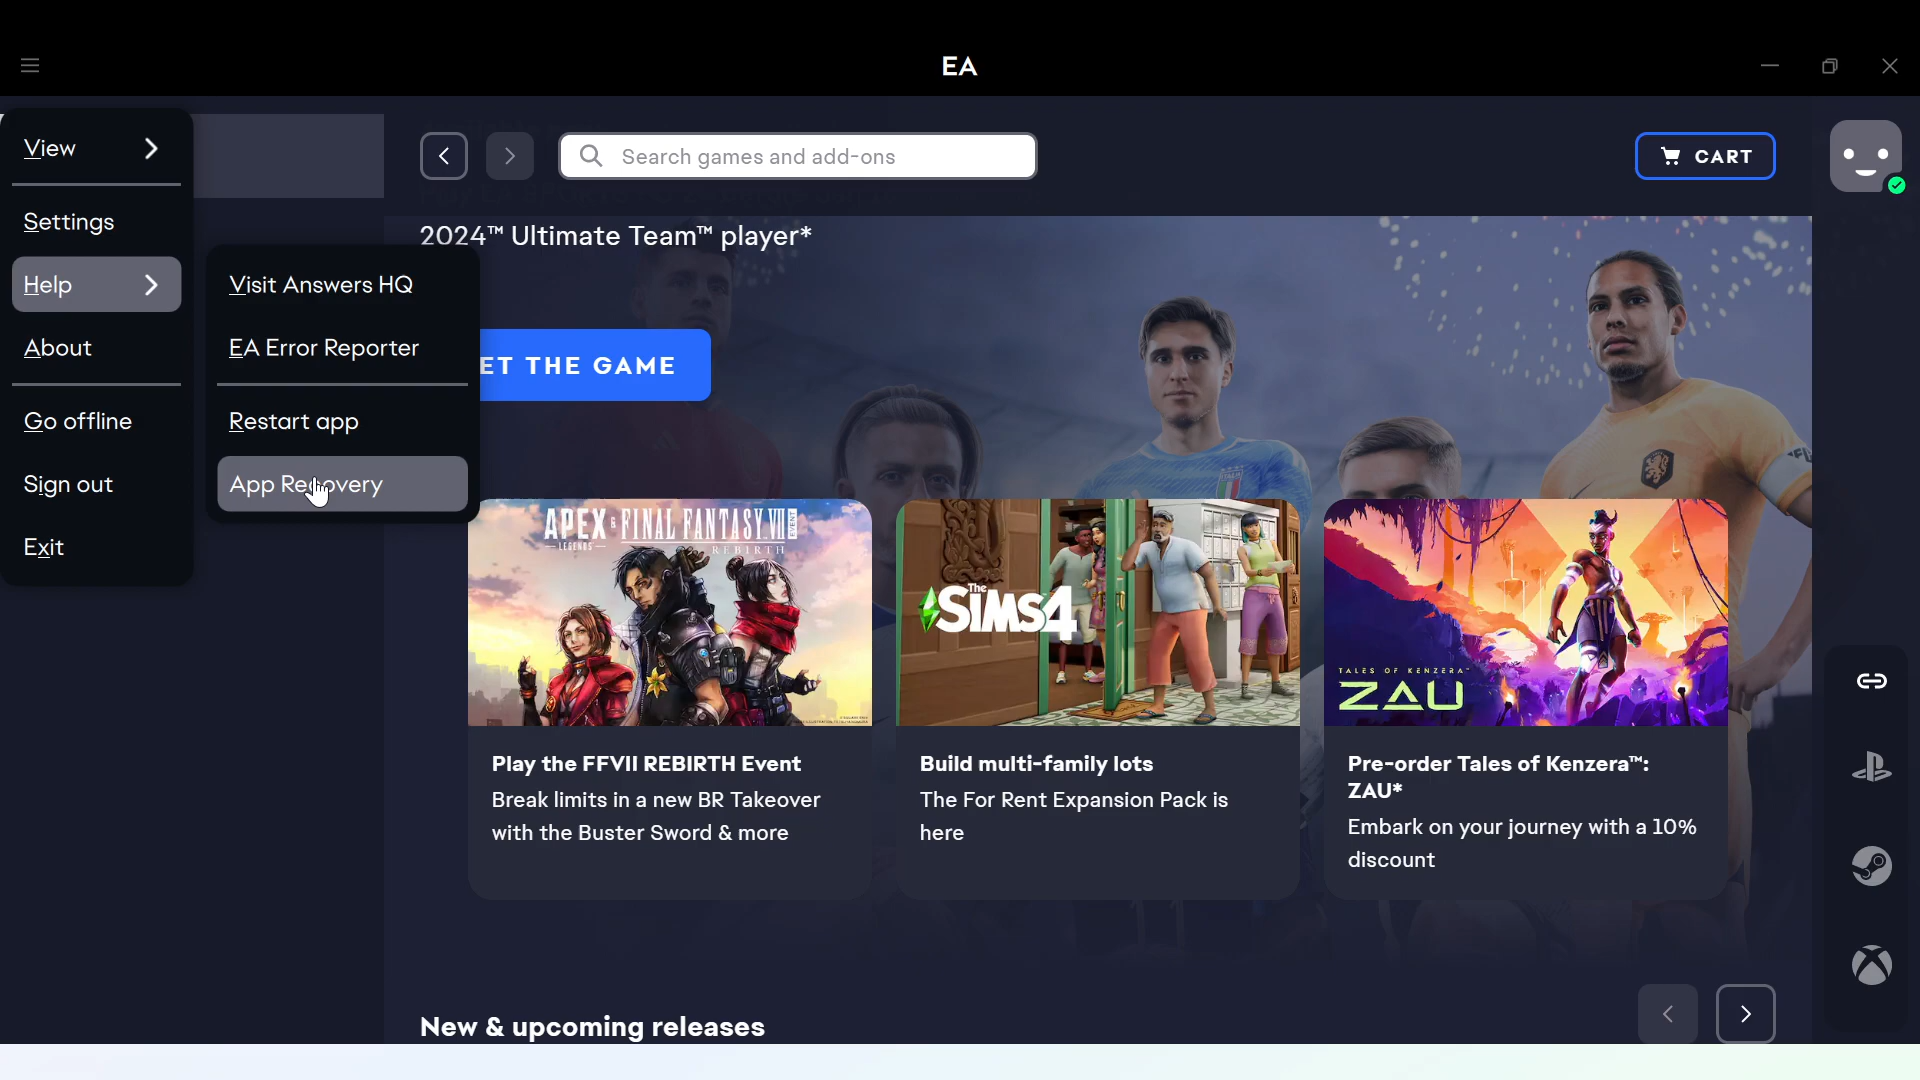 EA
View
Settings
Help
About
Go offline
Sign out
Exit
Visit Answers HQ
EA Error Reporter
Restart app
App Recovery
Search games and add-ons
CART
2024™ Ultimate Team™ player*
ET THE GAME
APEX LEGENDS & FINAL FANTASY VII REBIRTH EVENT
The SIMS 4
TALES OF KENZERA™
ZAU
Play the FFVII REBIRTH Event
Break limits in a new BR Takeover
with the Buster Sword & more
Build multi-family lots
The For Rent Expansion Pack is
here
Pre-order Tales of Kenzera™:
ZAU*
Embark on your journey with a 10%
discount
New & upcoming releases